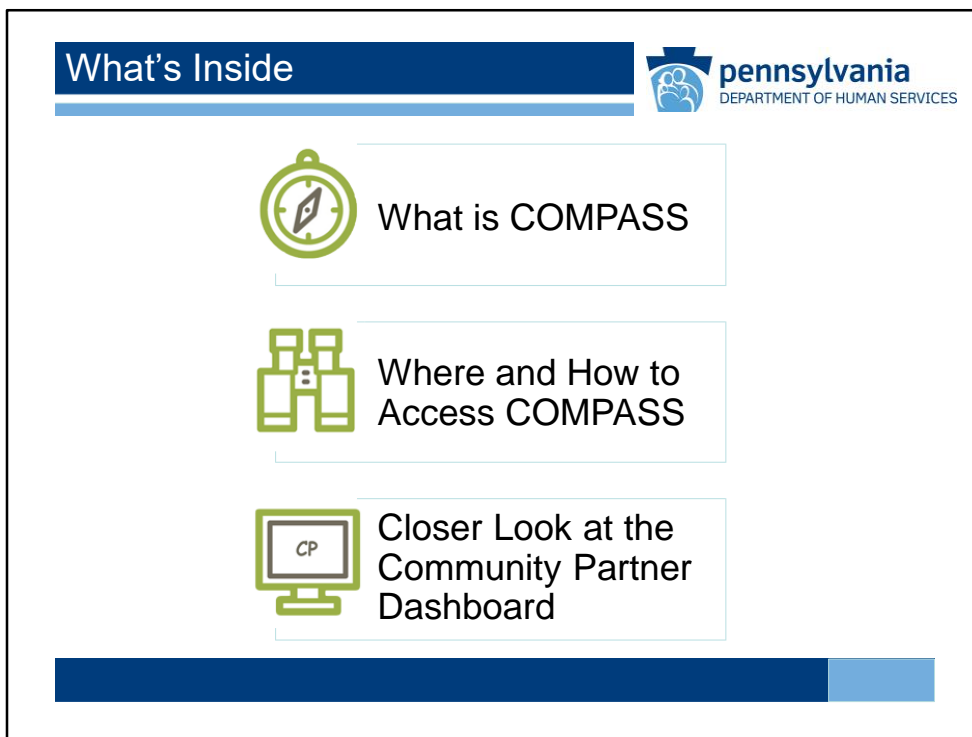 What's Inside
pennsylvania
DEPARTMENT OF HUMAN SERVICES
What is COMPASS
Where and How to
Access COMPASS
CP
Closer Look at the
Community Partner
Dashboard